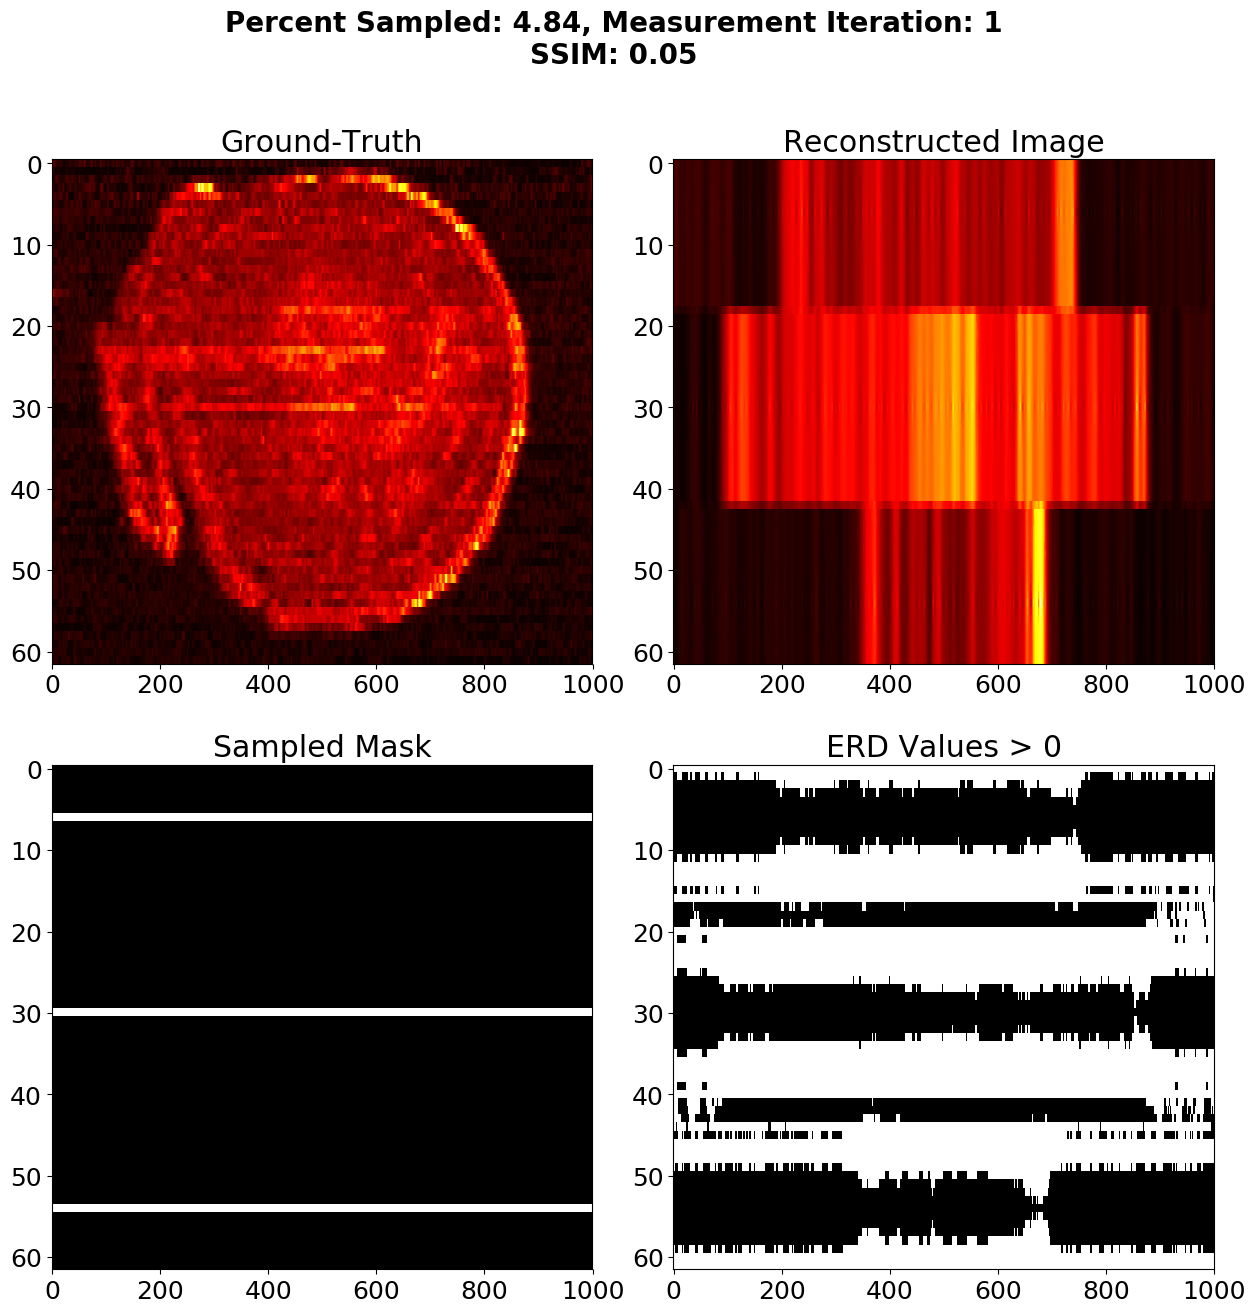 Percent Sampled: 4.84, Measurement Iteration: 1
SSIM: 0.05
Ground-Truth
Reconstructed Image
0
10
20
30
40
50
60
0 200 400 600 800 1000
0
10
20
30
40
50
60
0 200 400 600 800 1000
Sampled Mask
ERD Values > 0
0
10
20
30
40
50
60
0 200 400 600 800 1000
0
10
20
30
40
50
60
0 200 400 600 800 1000